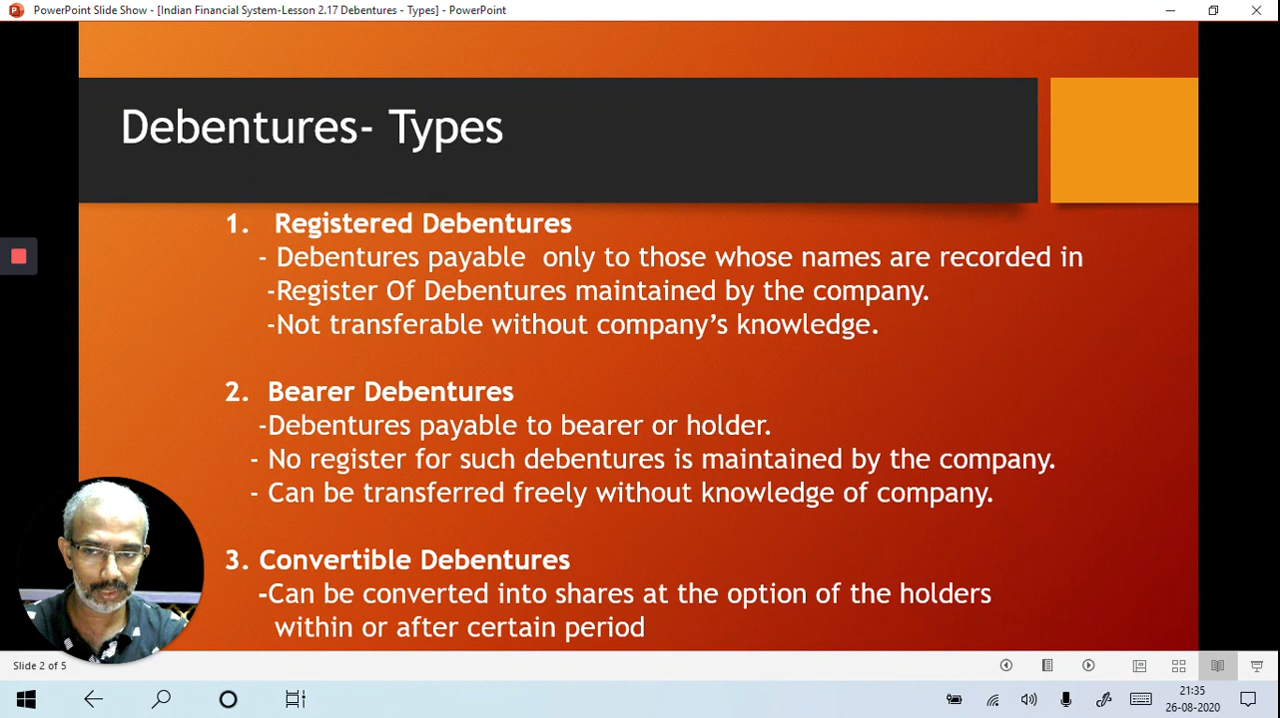 PowerPoint Slide Show - [Indian Financial System-Lesson 2.17 Debentures - Types] - PowerPoint
Debentures- Types
1. Registered Debentures
- Debentures payable only to those whose names are recorded in
-Register Of Debentures maintained by the company.
-Not transferable without company’s knowledge.
2. Bearer Debentures
-Debentures payable to bearer or holder.
- No register for such debentures is maintained by the company.
- Can be transferred freely without knowledge of company.
3. Convertible Debentures
-Can be converted into shares at the option of the holders
within or after certain period
Slide 2 of 5
21:35
26-08-2020